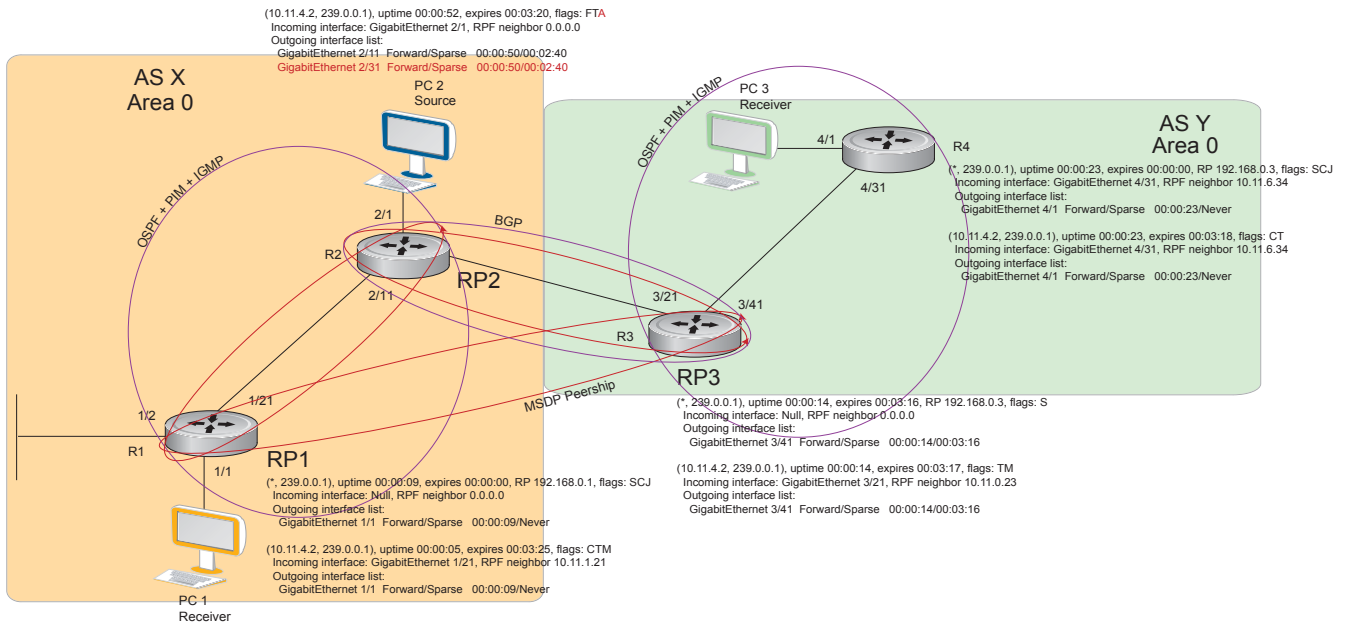 (10.11.4.2, 239.0.0.1), uptime 00:00:52, expires 00:03:20, flags: FTA
Incoming interface: GigabitEthernet 2/1, RPF neighbor 0.0.0.0
Outgoing interface list:
GigabitEthernet 2/11 Forward/Sparse 00:00:50/00:02:40
GigabitEthernet 2/31 Forward/Sparse 00:00:50/00:02:40
AS X
Area 0
PC 2
Source
OSPF + PIM + IGMP
2/1
R2
RP2
2/11
BGP
OSPF + PIM + IGMP
PC 3
Receiver
4/1
R4
4/31
AS Y
Area 0
(*, 239.0.0.1), uptime 00:00:23, expires 00:00:00, RP 192.168.0.3, flags: SCJ
Incoming interface: GigabitEthernet 4/31, RPF neighbor 10.11.6.34
Outgoing interface list:
GigabitEthernet 4/1 Forward/Sparse 00:00:23/Never
(10.11.4.2, 239.0.0.1), uptime 00:00:23, expires 00:03:18, flags: CT
Incoming interface: GigabitEthernet 4/31, RPF neighbor 10.11.6.34
Outgoing interface list:
GigabitEthernet 4/1 Forward/Sparse 00:00:23/Never
3/21
3/41
R3
RP3
MSDP Peership
(*, 239.0.0.1), uptime 00:00:14, expires 00:03:16, RP 192.168.0.3, flags: S
Incoming interface: Null, RPF neighbor 0.0.0.0
Outgoing interface list:
GigabitEthernet 3/41 Forward/Sparse 00:00:14/00:03:16
(10.11.4.2, 239.0.0.1), uptime 00:00:14, expires 00:03:17, flags: TM
Incoming interface: GigabitEthernet 3/21, RPF neighbor 10.11.0.23
Outgoing interface list:
GigabitEthernet 3/41 Forward/Sparse 00:00:14/00:03:16
1/2
1/21
R1
RP1
1/1
(*, 239.0.0.1), uptime 00:00:09, expires 00:00:00, RP 192.168.0.1, flags: SCJ
Incoming interface: Null, RPF neighbor 0.0.0.0
Outgoing interface list:
GigabitEthernet 1/1 Forward/Sparse 00:00:09/Never
(10.11.4.2, 239.0.0.1), uptime 00:00:05, expires 00:03:25, flags: CTM
Incoming interface: GigabitEthernet 1/21, RPF neighbor 10.11.1.21
Outgoing interface list:
GigabitEthernet 1/1 Forward/Sparse 00:00:09/Never
PC 1
Receiver